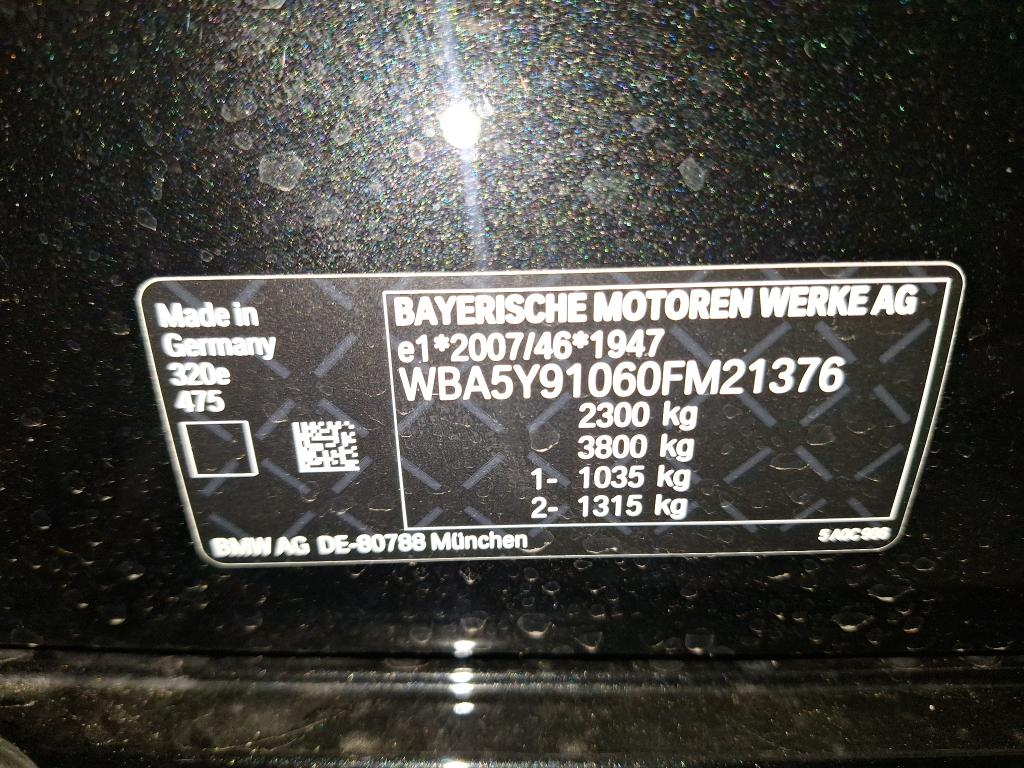 Made in
Germany
320e
475
BAYERISCHE MOTOREN WERKE AG
e1*2007/46*1947
WBA5Y91060FM21376
2300 kg
3800 kg
1- 1035 kg
2- 1315 kg
BMW AG DE-80788 München